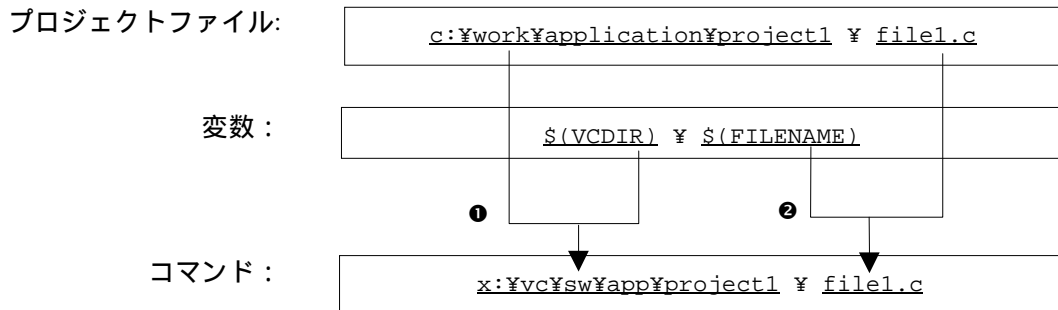 プロジェクトファイル:
c:¥work¥application¥project1 ¥ file1.c
変数：
$(VCDIR) ¥ $(FILENAME)
❶ ❷
コマンド：
x:¥vc¥sw¥app¥project1 ¥ file1.c